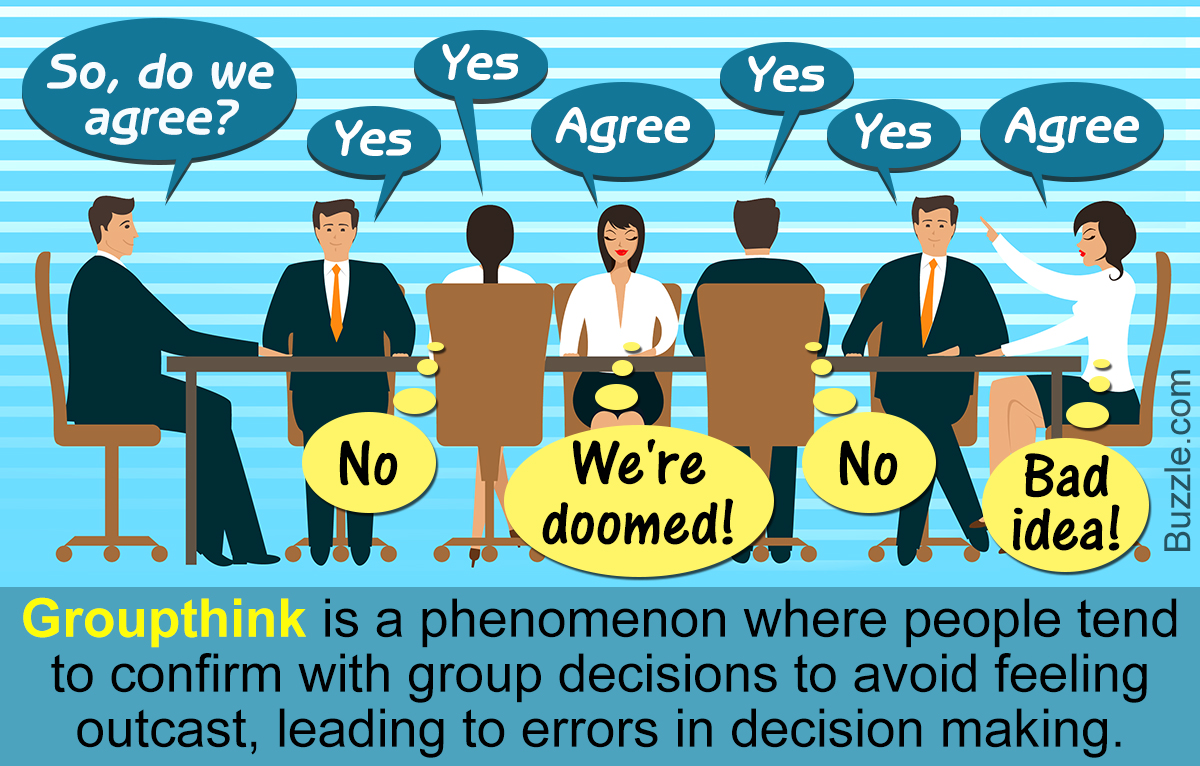 So, do we
agree?
Yes
Yes
Agree
Yes
Yes
Agree
No
We're
doomed!
No
Bad
idea!
Buzzle.com
Groupthink is a phenomenon where people tend
to confirm with group decisions to avoid feeling
outcast, leading to errors in decision making.